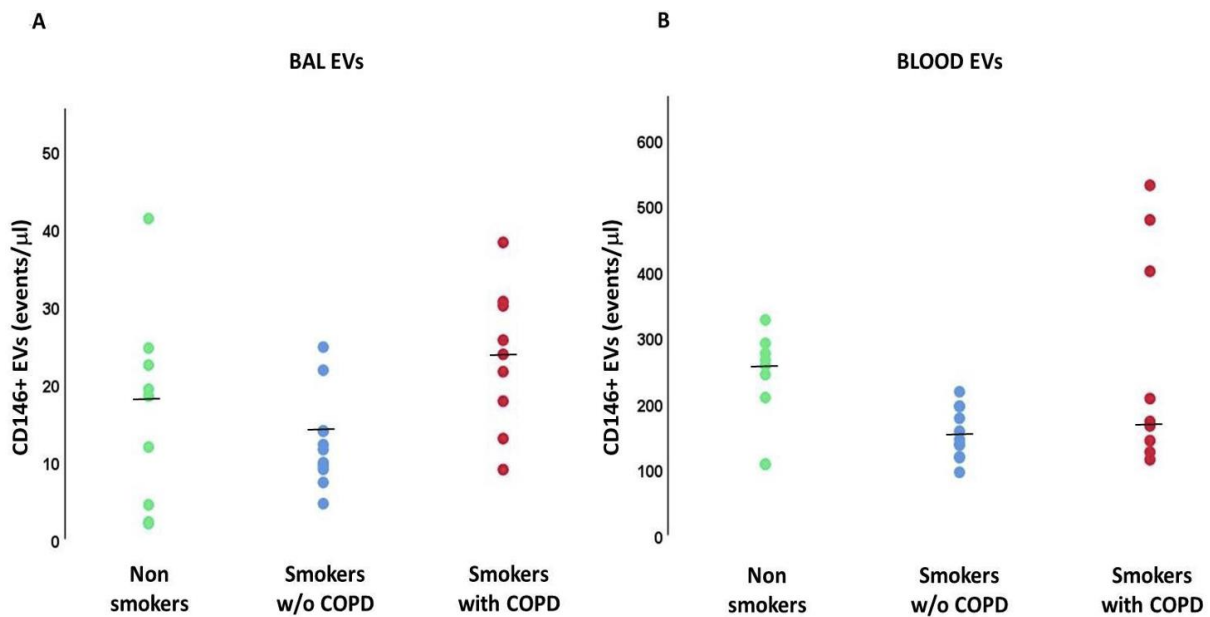 A
BAL EVs
CD146+ EVs (events/µl)
50
40
30
20
10
0
Non
smokers
Smokers
w/o COPD
Smokers
with COPD
B
BLOOD EVs
CD146+ EVs (events/µl)
600
500
400
300
200
100
0
Non
smokers
Smokers
w/o COPD
Smokers
with COPD